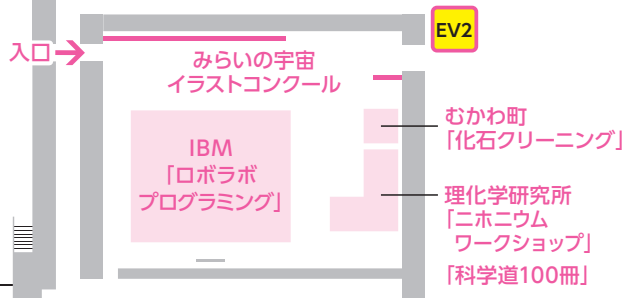 EV2
入口
みらいの宇宙
イラストコンクール
IBM
「ロボラボ
プログラミング」
むかわ町
「化石クリーニング」
理化学研究所
「ニホニウム
ワークショップ」
「科学道100冊」